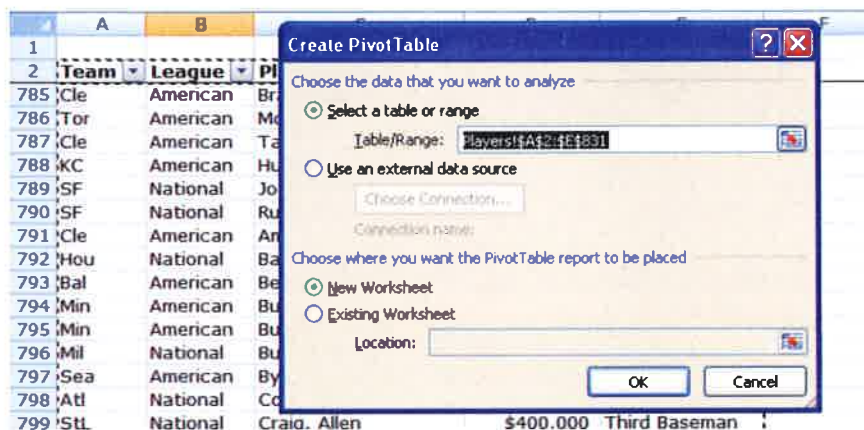 A B F
1
2 Team League Pl
785 Cle American Bra
786 Tor American Mo
787 Cle American Ta
788 KC American Hu
789 SF National Jo
790 SF National Ru
791 Cle American An
792 Hou National Ba
793 Bal American Be
794 Min American Bu
795 Min American Bu
796 Mil National Bu
797 Sea American By
798 Atl National Co
799 StL National Craig, Allen $400,000 Third Baseman
Create PivotTable
Choose the data that you want to analyze
Select a table or range
Table/Range: Players!$A$2:$E$831
Use an external data source
Choose Connection...
Connection name:
Choose where you want the PivotTable report to be placed
New Worksheet
Existing Worksheet
Location:
OK Cancel